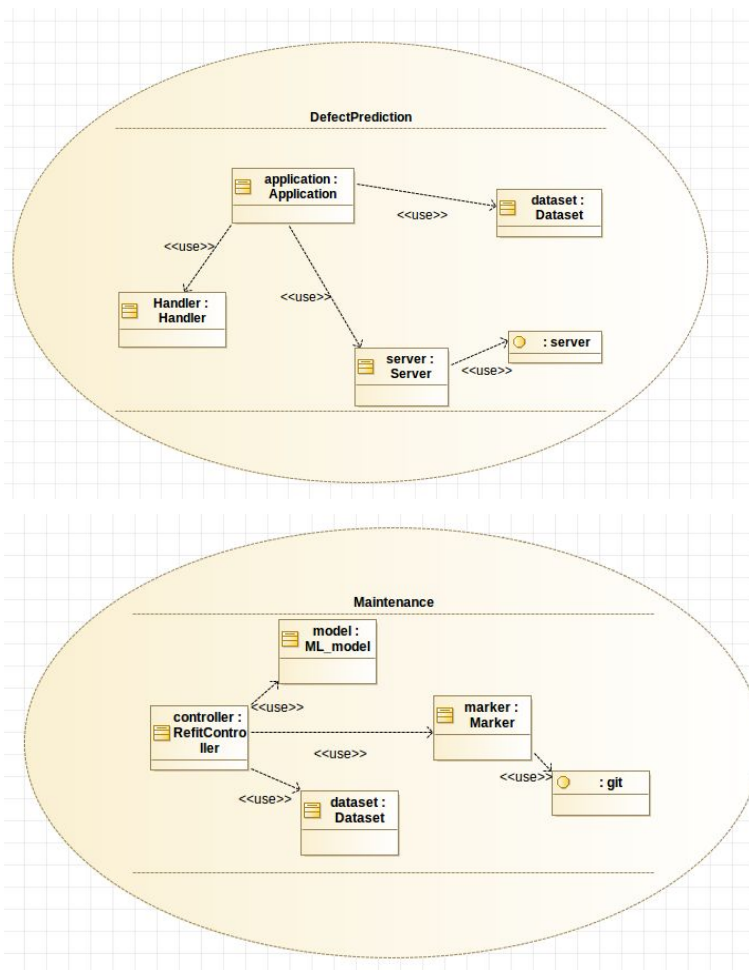 DefectPrediction
application :
Application
dataset :
Dataset
<<use>>
<<use>>
<<use>>
Handler :
Handler
: server
server :
Server
<<use>>
Maintenance
model :
ML_model
controller :
RefitContro
ller
<<use>>
marker :
Marker
<<use>>
<<use>>
: git
<<use>>
dataset :
Dataset